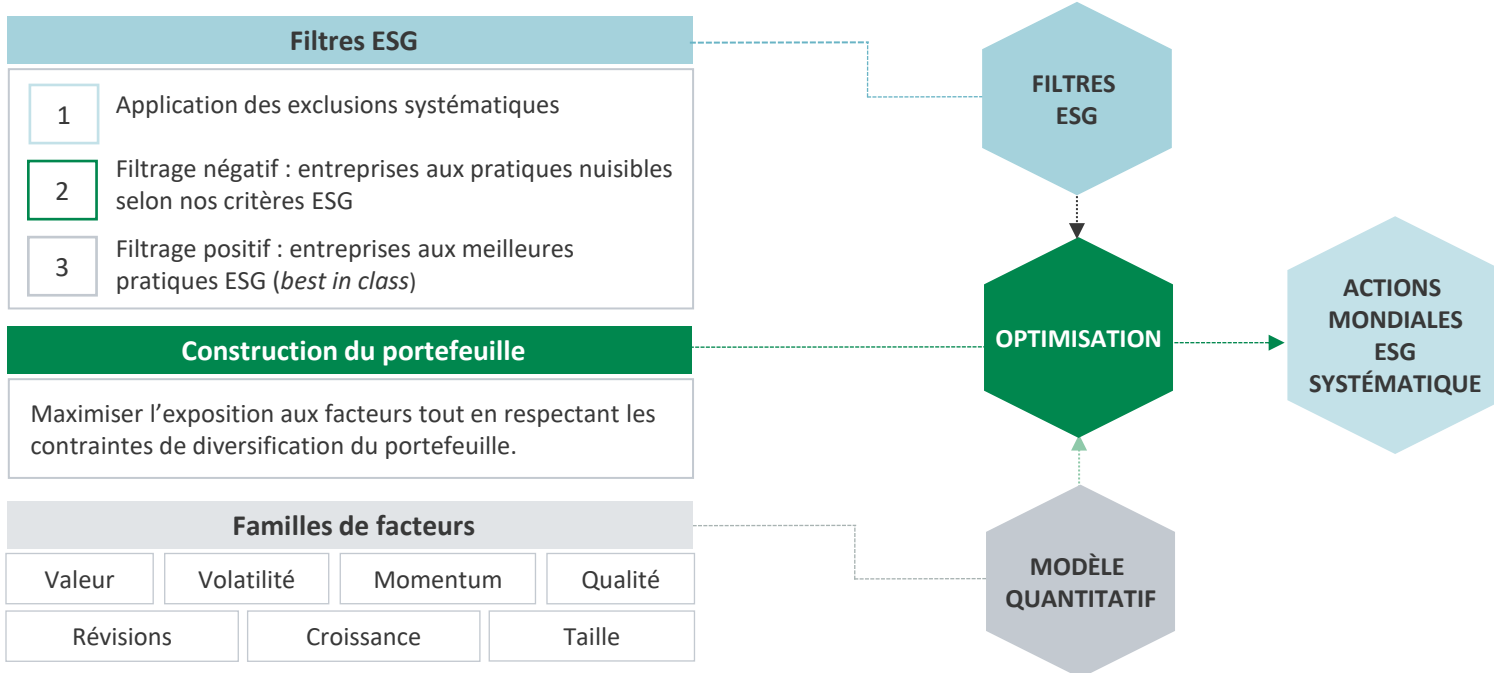 Filtres ESG
1
Application des exclusions systématiques
2
Filtrage négatif : entreprises aux pratiques nuisibles
selon nos critères ESG
3
Filtrage positif : entreprises aux meilleures
pratiques ESG (best in class)
Construction du portefeuille
Maximiser l’exposition aux facteurs tout en respectant les
contraintes de diversification du portefeuille.
Familles de facteurs
Valeur
Volatilité
Momentum
Qualité
Révisions
Croissance
Taille
FILTRES
ESG
OPTIMISATION
MODÈLE
QUANTITATIF
ACTIONS
MONDIALES
ESG
SYSTÉMATIQUE